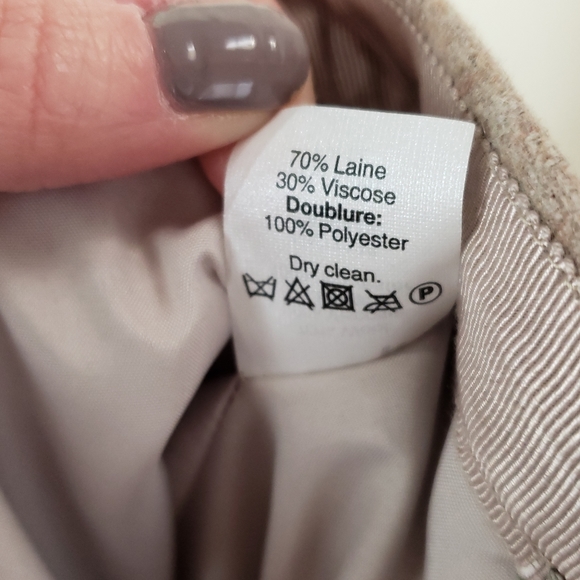 70% Laine
30% Viscose
Doublure:
100% Polyester
Dry clean.
P